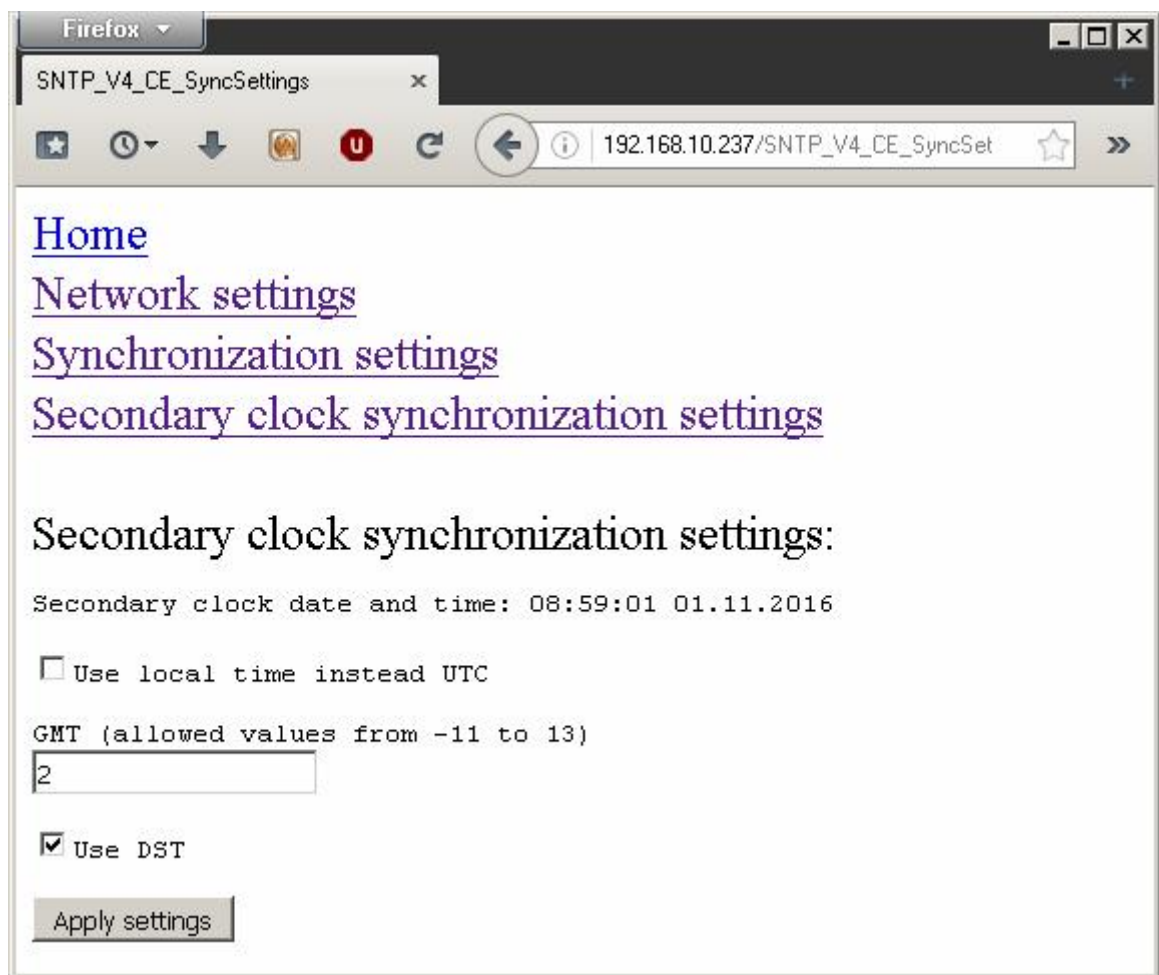 Firefox
SNTP_V4_CE_SyncSettings
192.168.10.237/SNTP_V4_CE_SyncSet
Home
Network settings
Synchronization settings
Secondary clock synchronization settings
Secondary clock synchronization settings:
Secondary clock date and time: 08:59:01 01.11.2016
Use local time instead UTC
GMT (allowed values from -11 to 13)
2
Use DST
Apply settings